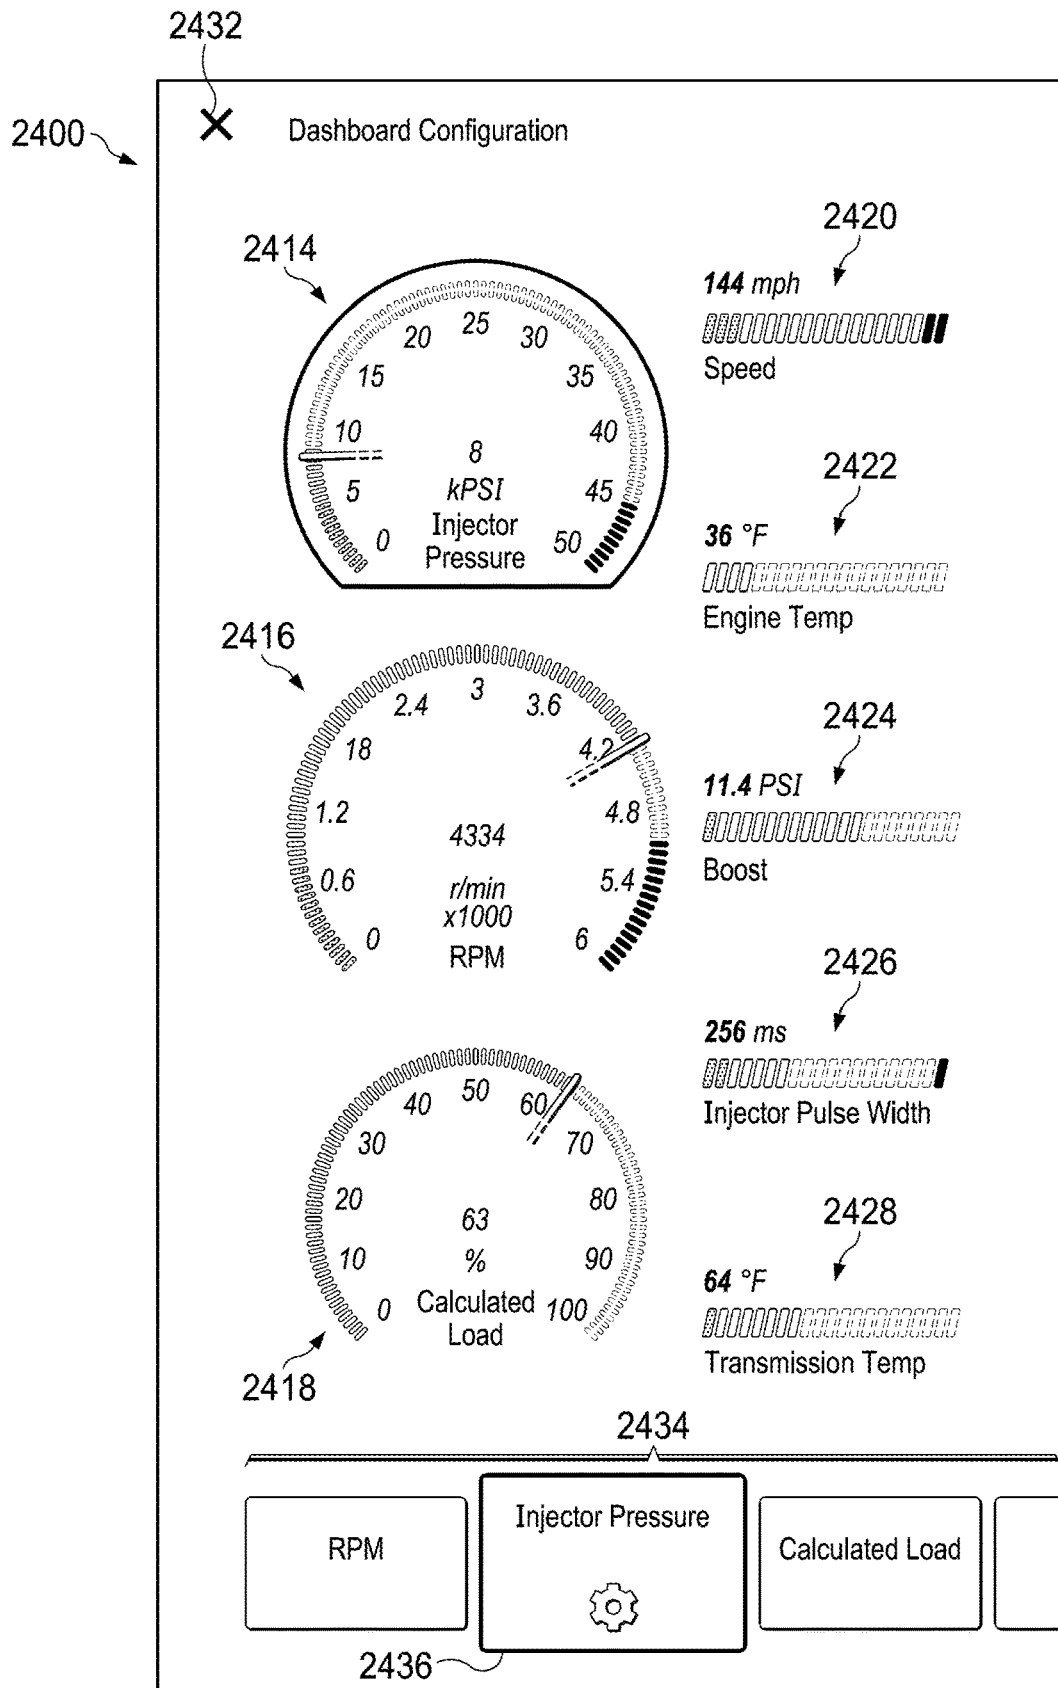 2432
2400
Dashboard Configuration
2414
25
20
30
15
35
10
40
5
45
0
50
8
kPSI
Injector
Pressure
2420
144 mph
Speed
2422
36 °F
Engine Temp
2416
3
2.4
3.6
18
4.2
1.2
4.8
0.6
5.4
0
6
4334
r/min
x1000
RPM
2424
11.4 PSI
Boost
2426
256 ms
Injector Pulse Width
50
40
60
30
70
20
80
10
90
0
100
63
%
Calculated
Load
2418
2428
64 °F
Transmission Temp
2434
RPM
Injector Pressure
Calculated Load
2436